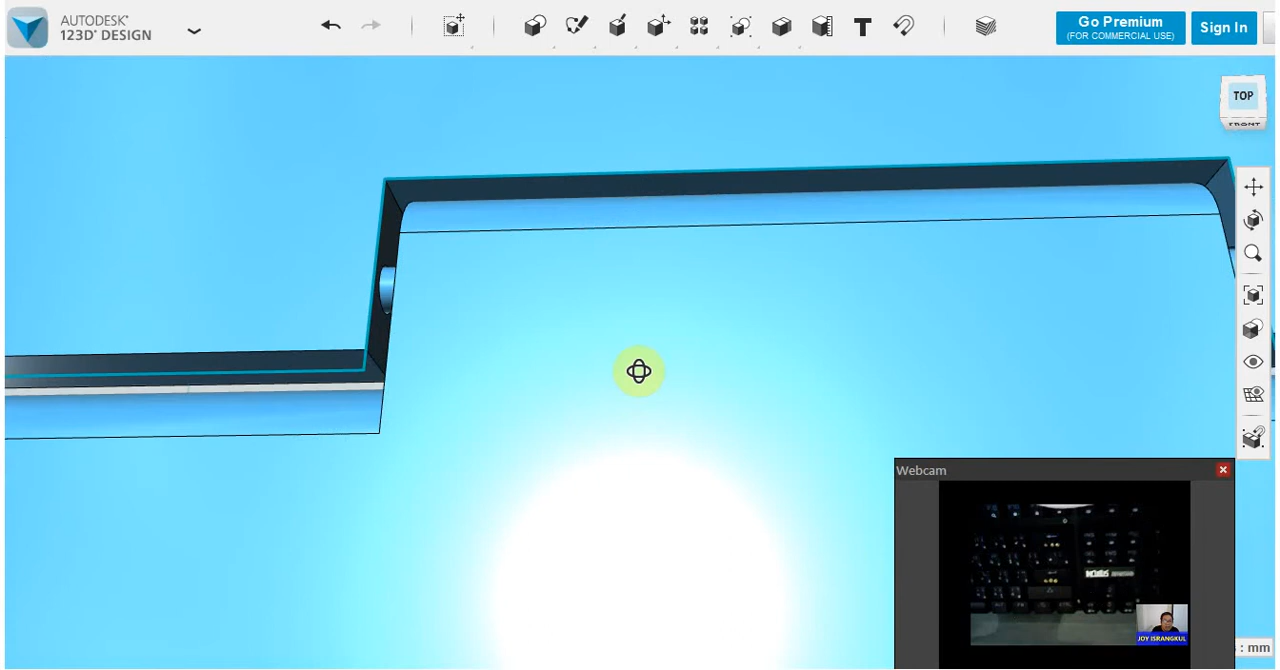 AUTODESK®
123D® DESIGN
T
Go Premium
(FOR COMMERCIAL USE)
Sign In
TOP
FRONT
Webcam
JOY ISRANGKUL
: mm